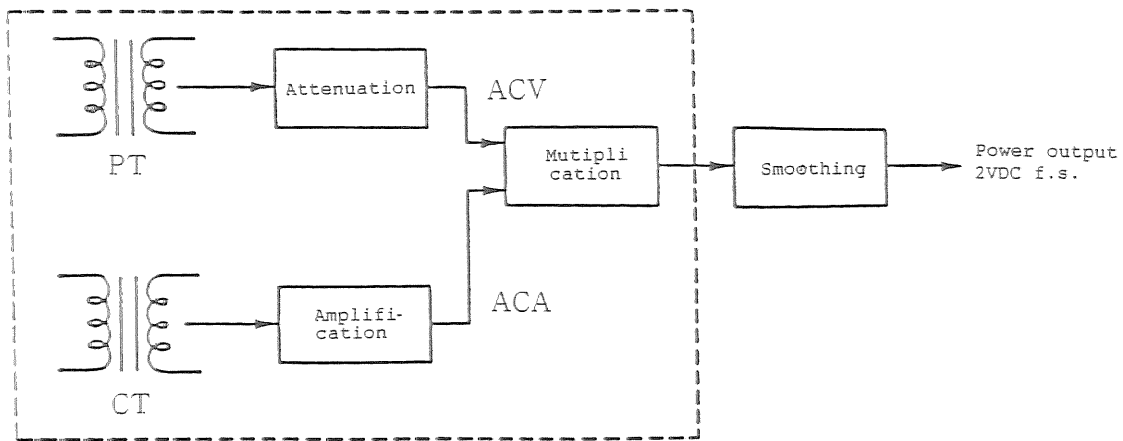 PT
Attenuation
ACV
Mutipli
cation
Smoothing
Power output
2VDC f.s.
CT
Amplifi-
cation
ACA